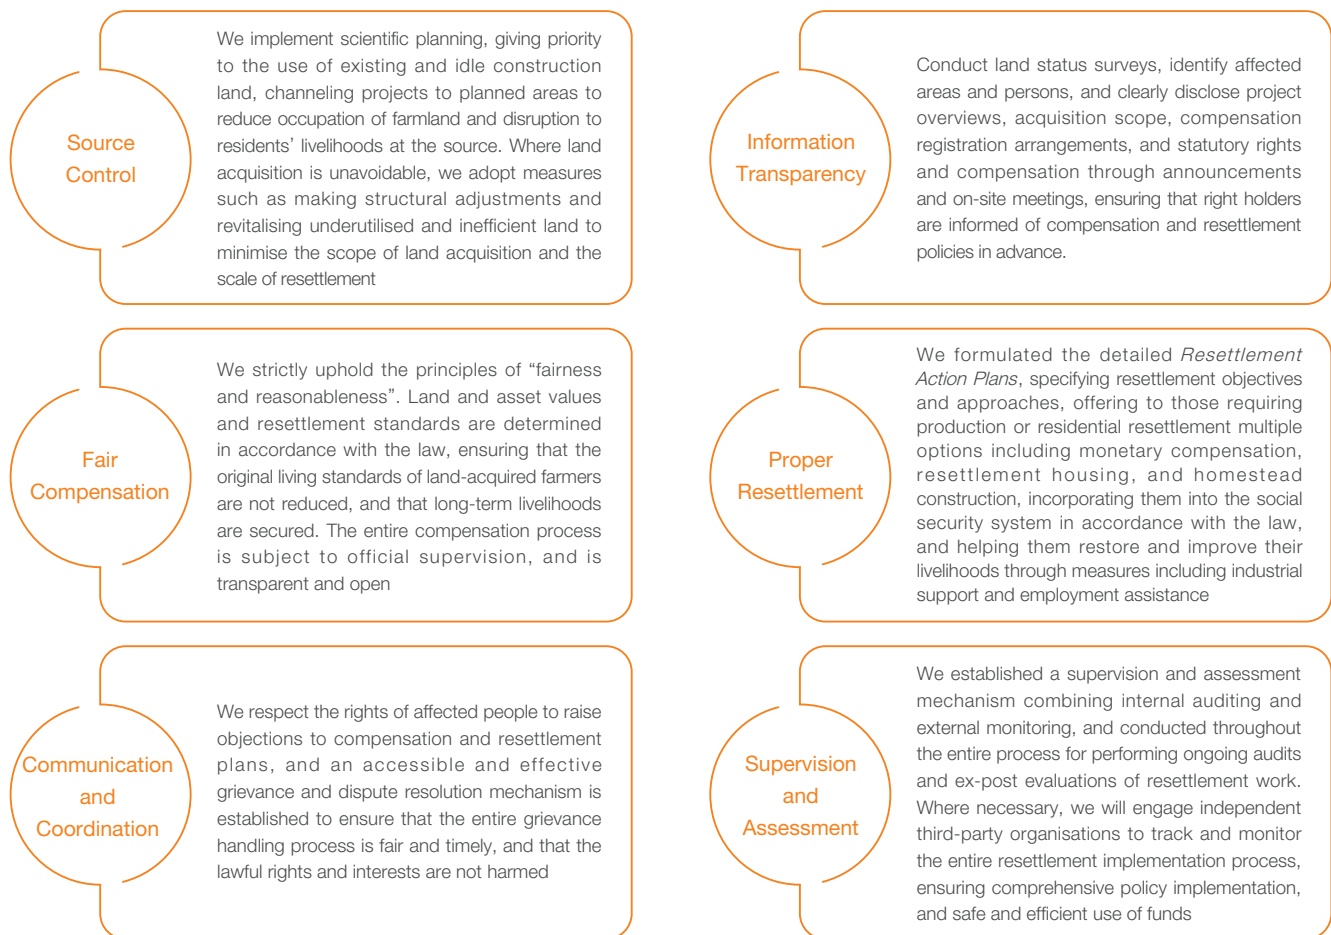 Source
Control
We implement scientific planning, giving priority
to the use of existing and idle construction
land, channeling projects to planned areas to
reduce occupation of farmland and disruption to
residents’ livelihoods at the source. Where land
acquisition is unavoidable, we adopt measures
such as making structural adjustments and
revitalising underutilised and inefficient land to
minimise the scope of land acquisition and the
scale of resettlement
Information
Transparency
Conduct land status surveys, identify affected
areas and persons, and clearly disclose project
overviews, acquisition scope, compensation
registration arrangements, and statutory rights
and compensation through announcements
and on-site meetings, ensuring that right holders
are informed of compensation and resettlement
policies in advance.
Fair
Compensation
We strictly uphold the principles of “fairness
and reasonableness”. Land and asset values
and resettlement standards are determined
in accordance with the law, ensuring that the
original living standards of land-acquired farmers
are not reduced, and that long-term livelihoods
are secured. The entire compensation process
is subject to official supervision, and is
transparent and open
Proper
Resettlement
We formulated the detailed Resettlement
Action Plans, specifying resettlement objectives
and approaches, offering to those requiring
production or residential resettlement multiple
options including monetary compensation,
resettlement housing, and homestead
construction, incorporating them into the social
security system in accordance with the law,
and helping them restore and improve their
livelihoods through measures including industrial
support and employment assistance
Communication
and
Coordination
We respect the rights of affected people to raise
objections to compensation and resettlement
plans, and an accessible and effective
grievance and dispute resolution mechanism is
established to ensure that the entire grievance
handling process is fair and timely, and that the
lawful rights and interests are not harmed
Supervision
and
Assessment
We established a supervision and assessment
mechanism combining internal auditing and
external monitoring, and conducted throughout
the entire process for performing ongoing audits
and ex-post evaluations of resettlement work.
Where necessary, we will engage independent
third-party organisations to track and monitor
the entire resettlement implementation process,
ensuring comprehensive policy implementation,
and safe and efficient use of funds